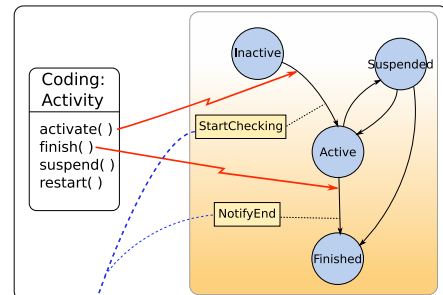 Inactive
Suspended
Coding:
Activity
activate( )
finish( )
suspend( )
restart( )
StartChecking
Active
NotifyEnd
Finished